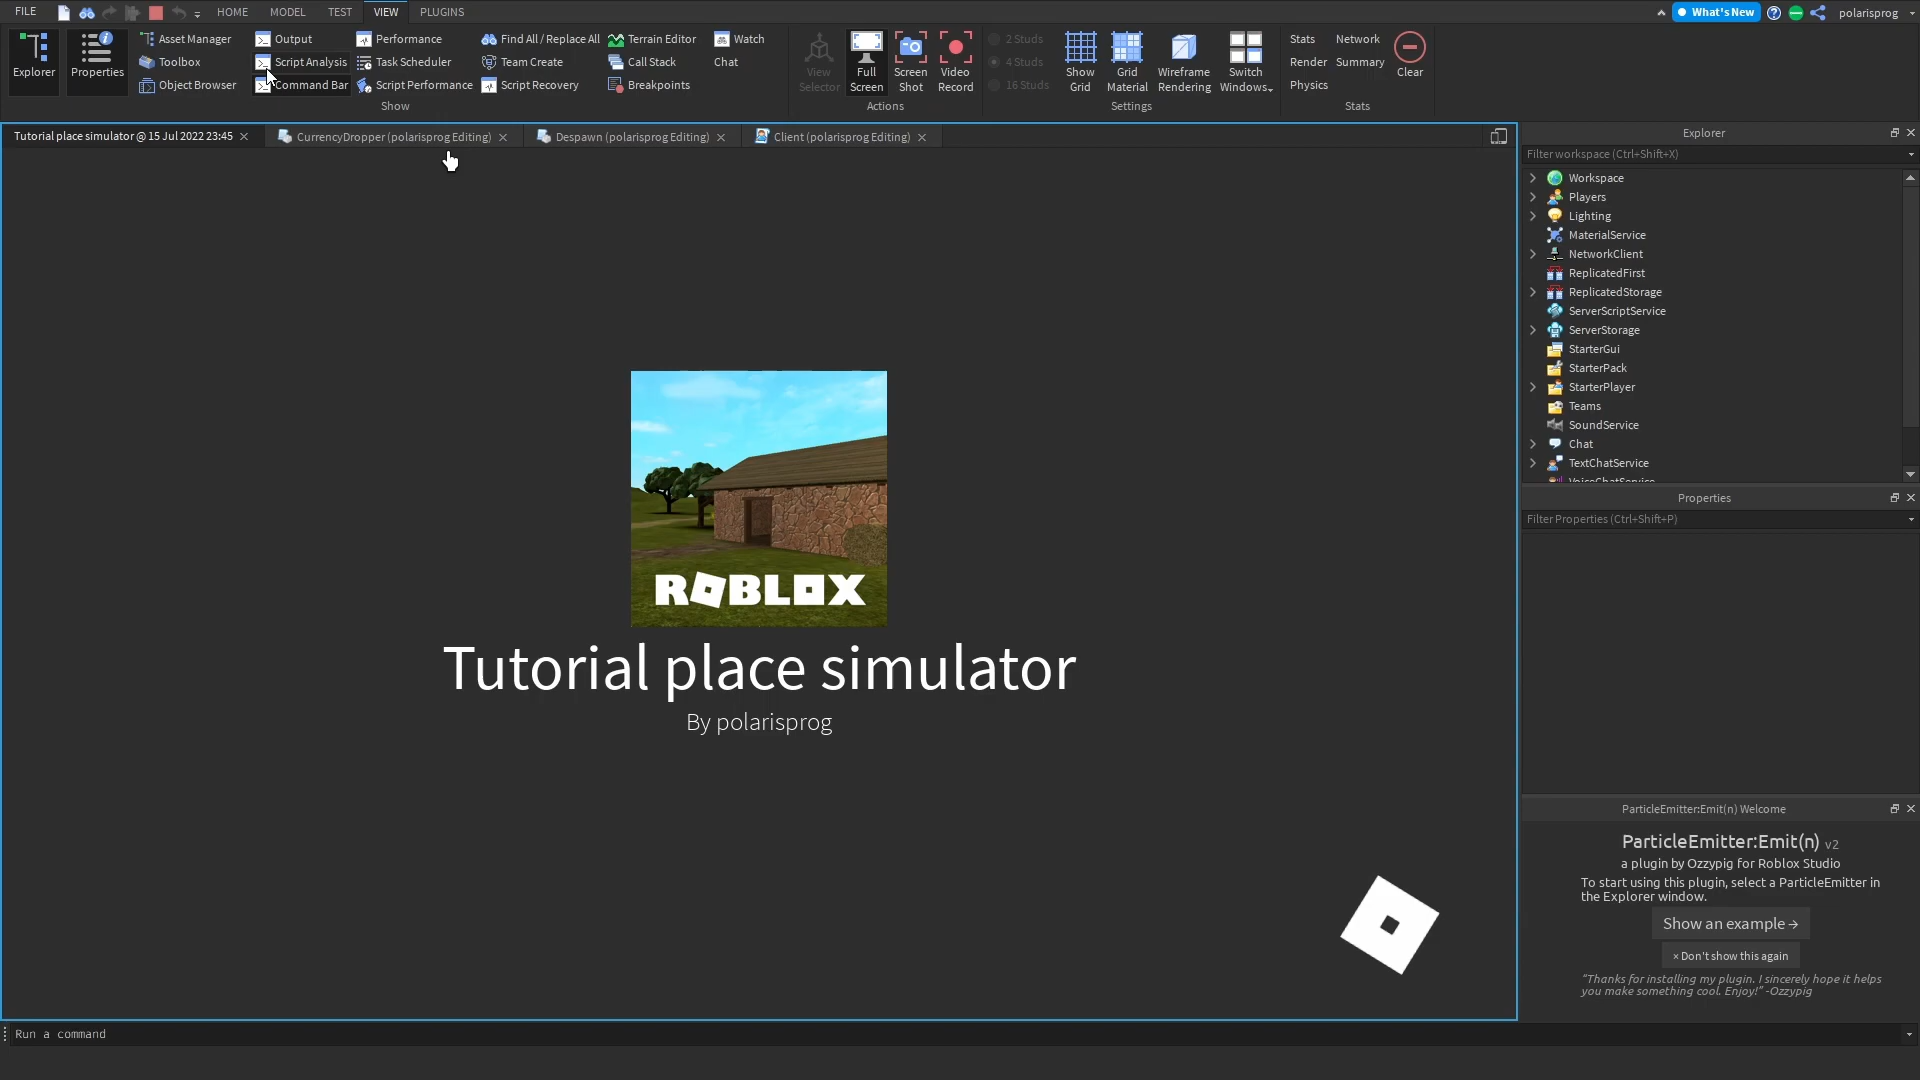 FILE HOME MODEL TEST VIEW PLUGINS What's New polarisprog
Explorer
Properties
Asset Manager
Toolbox
Object Browser
Output
Script Analysis
Command Bar
Performance
Task Scheduler
Script Performance
Find All / Replace All
Team Create
Script Recovery
Terrain Editor
Call Stack
Breakpoints
Watch
Chat
Show
View
Selector
Full
Screen
Screen
Shot
Video
Record
Actions
2 Studs
4 Studs
16 Studs
Show
Grid
Grid
Material
Wireframe
Rendering
Switch
Windows
Settings
Stats
Render
Physics
Network
Summary
Clear
Stats
Tutorial place simulator @ 15 Jul 2022 23:45 CurrencyDropper (polarisprog Editing) Despawn (polarisprog Editing) Client (polarisprog Editing)
ROBLOX
Tutorial place simulator
By polarisprog
Explorer
Filter workspace (Ctrl+Shift+X)
Workspace
Players
Lighting
MaterialService
NetworkClient
ReplicatedFirst
ReplicatedStorage
ServerScriptService
ServerStorage
StarterGui
StarterPack
StarterPlayer
Teams
SoundService
Chat
TextChatService
VoiceChatService
Properties
Filter Properties (Ctrl+Shift+P)
ParticleEmitter:Emit(n) Welcome
ParticleEmitter:Emit(n) v2
a plugin by Ozzypig for Roblox Studio
To start using this plugin, select a ParticleEmitter in
the Explorer window.
Show an example →
× Don't show this again
"Thanks for installing my plugin. I sincerely hope it helps
you make something cool. Enjoy!" -Ozzypig
Run a command